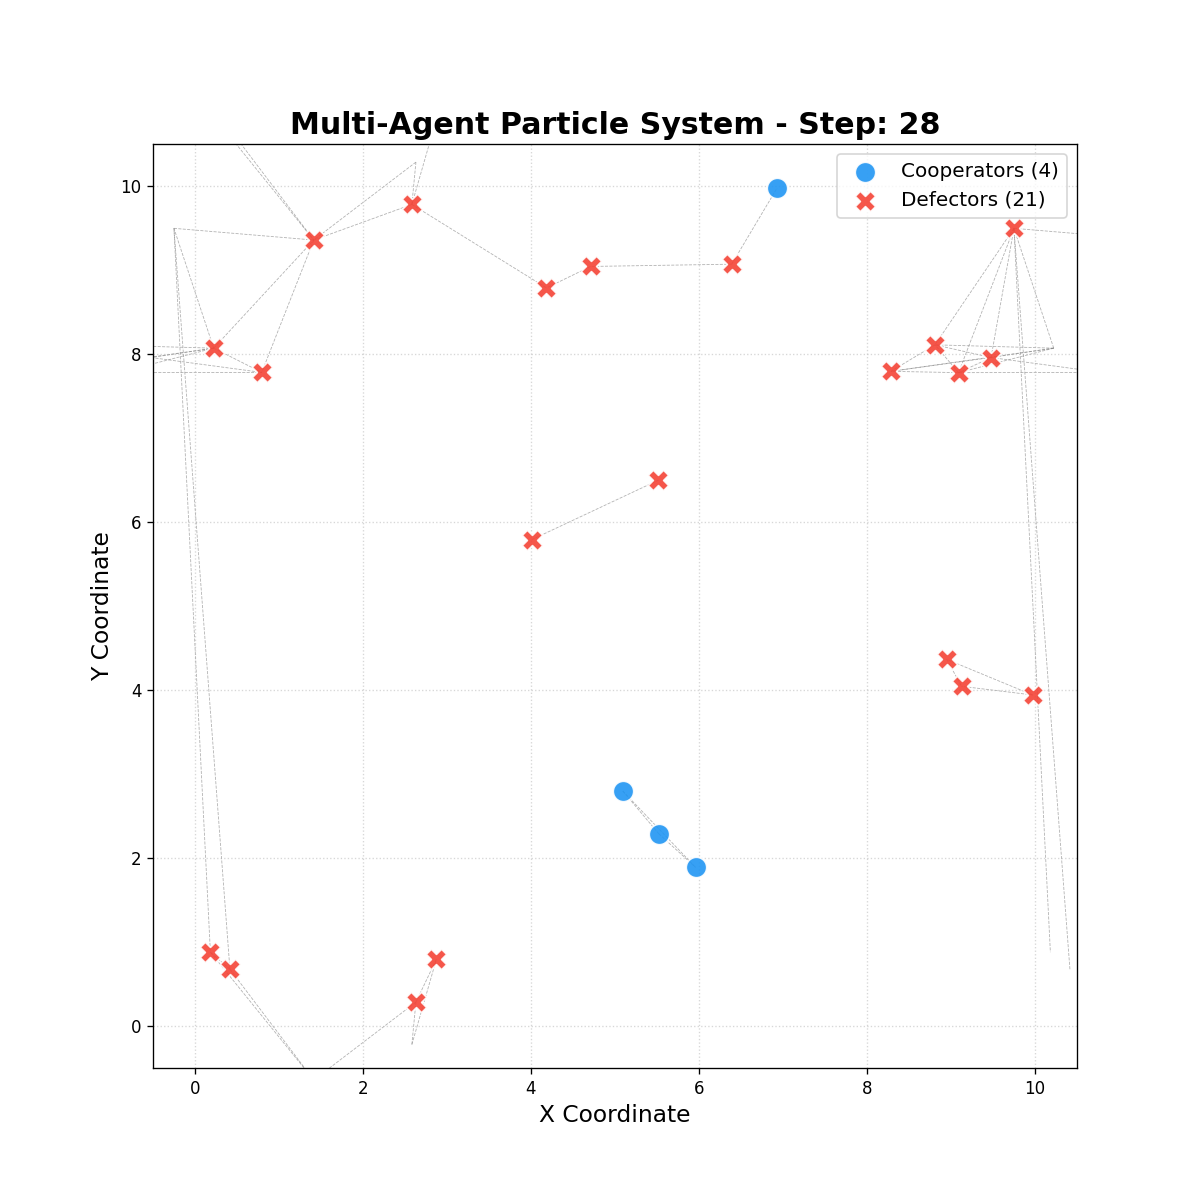 Multi-Agent Particle System - Step: 28
Cooperators (4)
Defectors (21)
10
8
6
4
2
0
Y Coordinate
0 2 4 6 8 10
X Coordinate